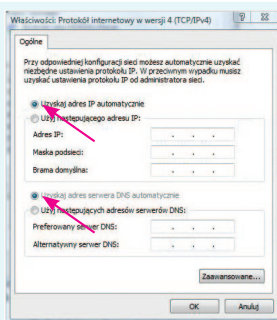 Właściwości: Protokół internetowy w wersji 4 (TCP/IPv4)
Ogólne
Przy odpowiedniej konfiguracji sieci możesz automatycznie uzyskać
niezbędne ustawienia protokołu IP. W przeciwnym wypadku musisz
uzyskać ustawienia protokołu IP od administratora sieci.
Uzyskaj adres IP automatycznie
Użyj następującego adresu IP:
Adres IP:
Maska podsieci:
Brama domyślna:
Uzyskaj adres serwera DNS automatycznie
Użyj następujących adresów serwerów DNS:
Preferowany serwer DNS:
Alternatywny serwer DNS:
Zaawansowane...
OK Anuluj